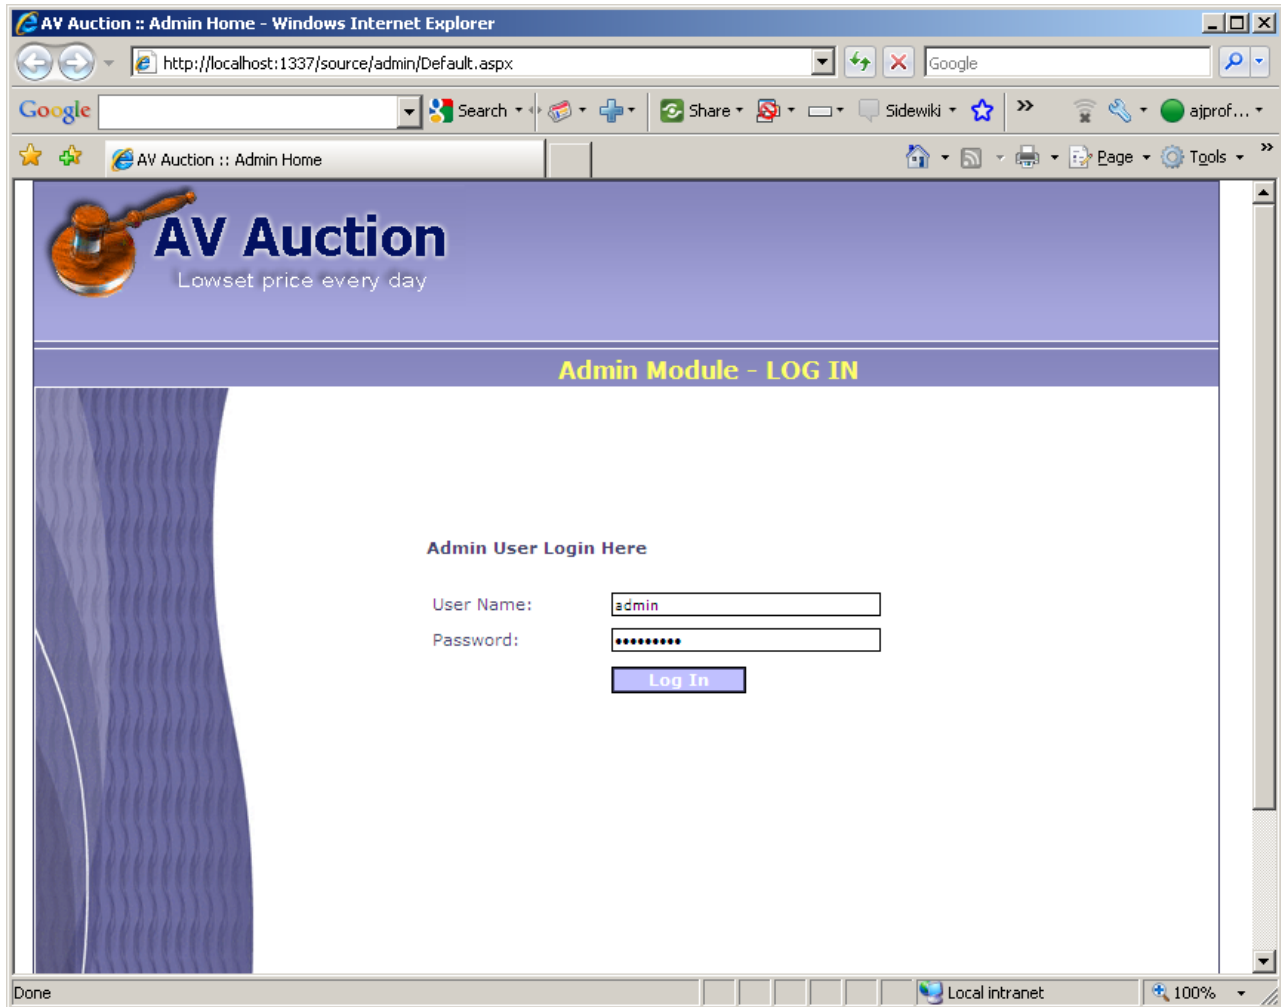 AV Auction :: Admin Home - Windows Internet Explorer
http://localhost:1337/source/admin/Default.aspx
Google
Google Search Share Sidewiki » ajprof...
AV Auction :: Admin Home Page Tools »
AV Auction
Lowset price every day
Admin Module - LOG IN
Admin User Login Here
User Name: admin
Password: •••••••••
Log In
Done Local intranet 100%